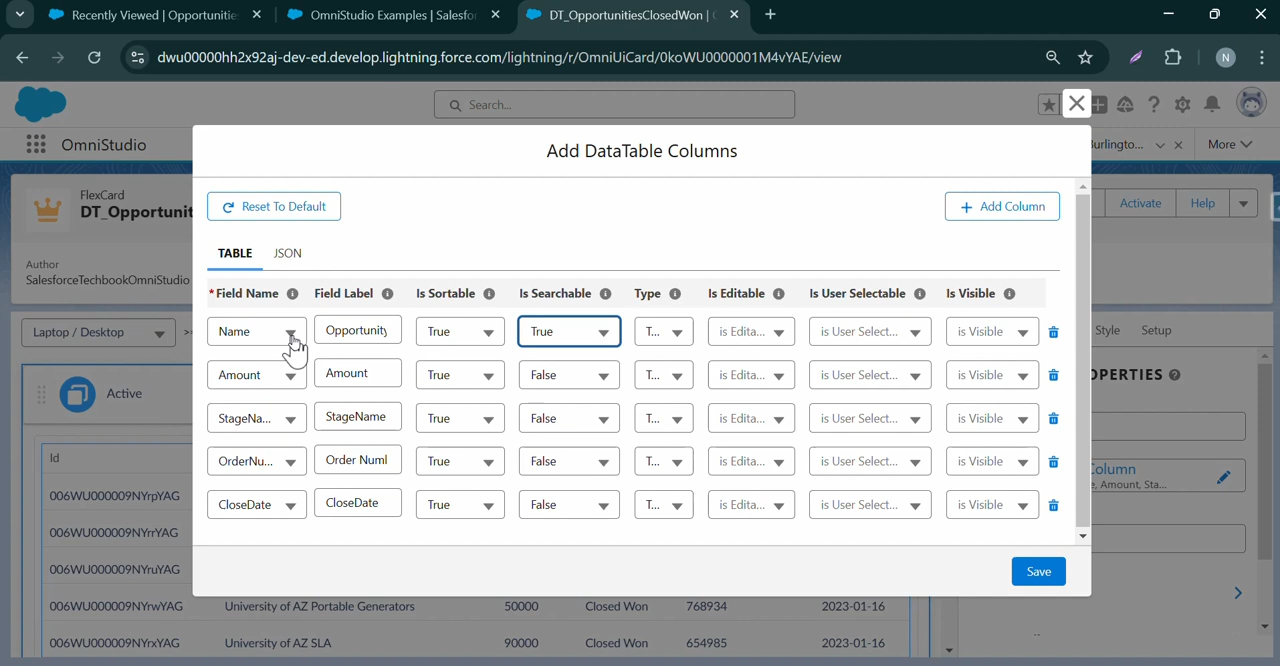 Recently Viewed | Opportunitie
OmniStudio Examples | Salesfo
DT_OpportunitiesClosedWon |
dwu00000hh2x92aj-dev-ed.develop.lightning.force.com/lightning/r/OmniUiCard/0koWU0000001M4vYAE/view
N
Search...
OmniStudio
urlingto...
More
Add DataTable Columns
FlexCard
DT_Opportunit
Activate
Help
Reset To Default
Add Column
TABLE
JSON
Author
SalesforceTechbookOmniStudio
*Field Name
Field Label
Is Sortable
Is Searchable
Type
Is Editable
Is User Selectable
Is Visible
Laptop / Desktop
Style
Setup
Name
Opportunity
True
True
T...
is Edita...
is User Select...
is Visible
Amount
Amount
True
False
T...
is Edita...
is User Select...
is Visible
OPERTIES
Active
StageNa...
StageName
True
False
T...
is Edita...
is User Select...
is Visible
Id
OrderNu...
Order Numl
True
False
T...
is Edita...
is User Select...
is Visible
Column
e, Amount, Sta...
006WU000009NYrpYAG
CloseDate
CloseDate
True
False
T...
is Edita...
is User Select...
is Visible
006WU000009NYrrYAG
006WU000009NYruYAG
Save
006WU000009NYrwYAG
University of AZ Portable Generators
50000
Closed Won
768934
2023-01-16
006WU000009NYrxYAG
University of AZ SLA
90000
Closed Won
654985
2023-01-16